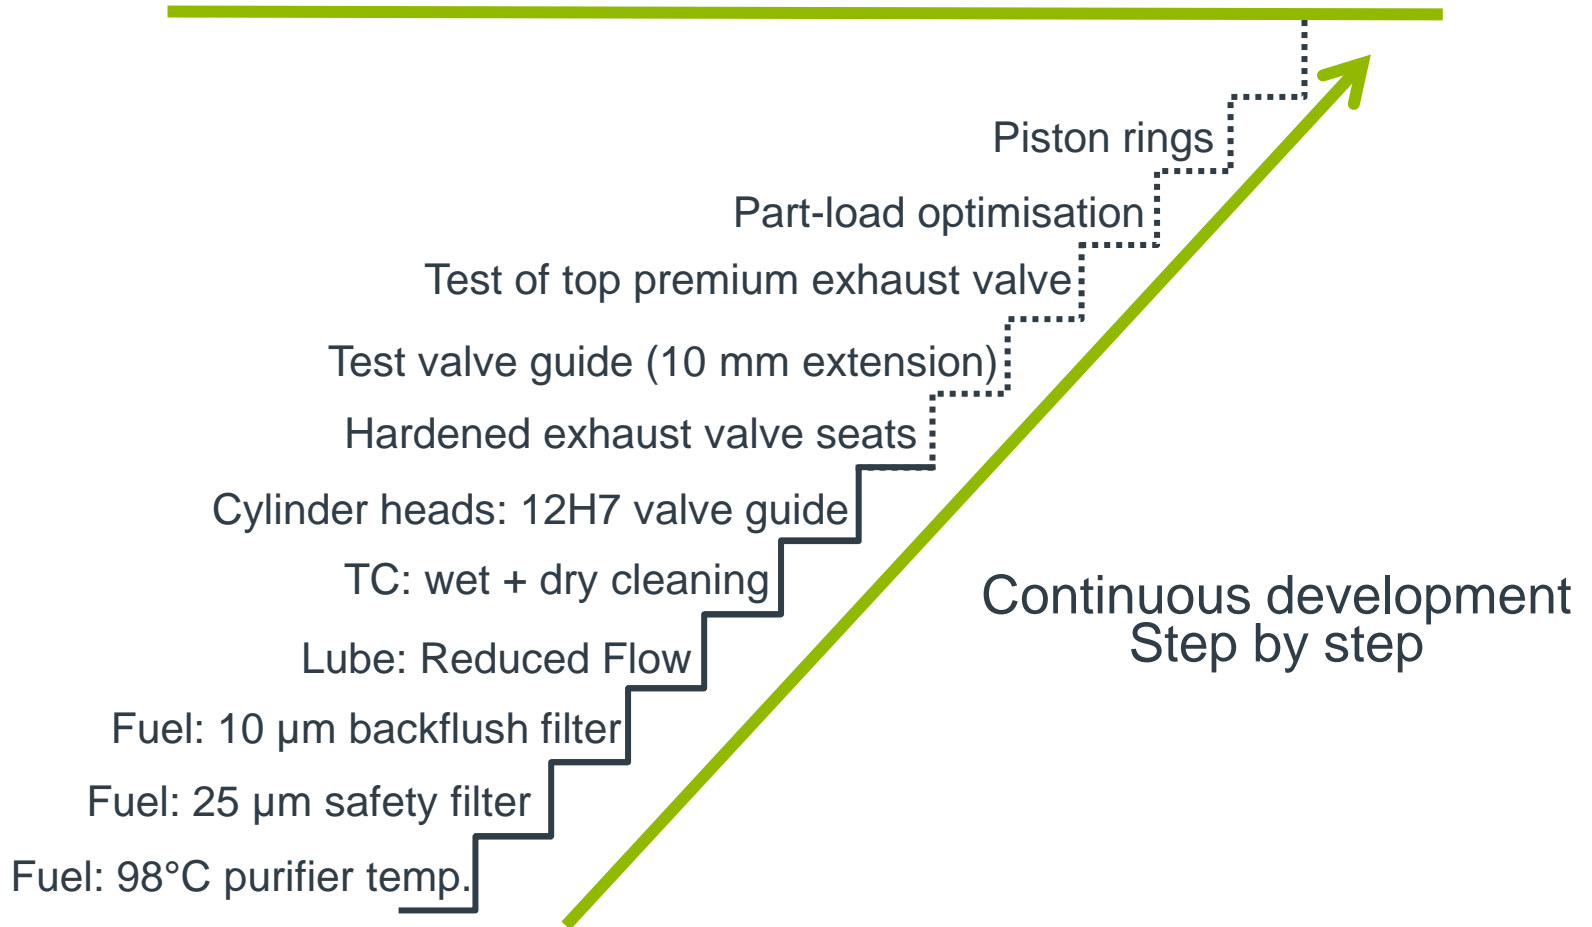 Piston rings
Part-load optimisation
Test of top premium exhaust valve
Test valve guide (10 mm extension)
Hardened exhaust valve seats
Cylinder heads: 12H7 valve guide
TC: wet + dry cleaning
Lube: Reduced Flow
Fuel: 10 µm backflush filter
Fuel: 25 µm safety filter
Fuel: 98°C purifier temp.
Continuous development
Step by step